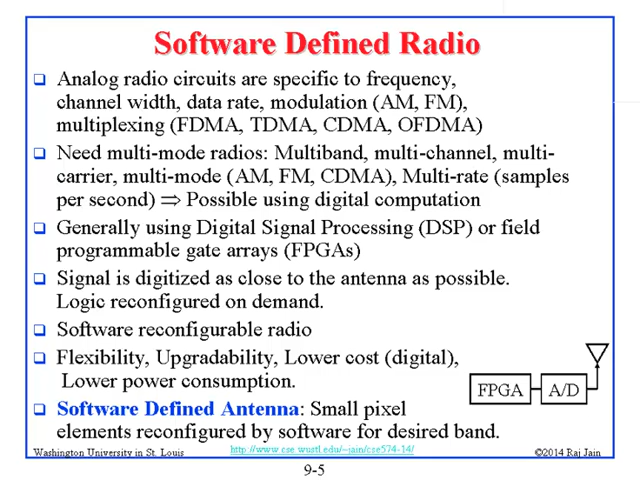 Software Defined Radio
❑ Analog radio circuits are specific to frequency,
channel width, data rate, modulation (AM, FM),
multiplexing (FDMA, TDMA, CDMA, OFDMA)
❑ Need multi-mode radios: Multiband, multi-channel, multi-
carrier, multi-mode (AM, FM, CDMA), Multi-rate (samples
per second) ⇒ Possible using digital computation
❑ Generally using Digital Signal Processing (DSP) or field
programmable gate arrays (FPGAs)
❑ Signal is digitized as close to the antenna as possible.
Logic reconfigured on demand.
❑ Software reconfigurable radio
❑ Flexibility, Upgradability, Lower cost (digital),
Lower power consumption.
FPGA A/D
❑ Software Defined Antenna: Small pixel
elements reconfigured by software for desired band.
Washington University in St. Louis http://www.cse.wustl.edu/~jain/cse574-14/ ©2014 Raj Jain
9-5